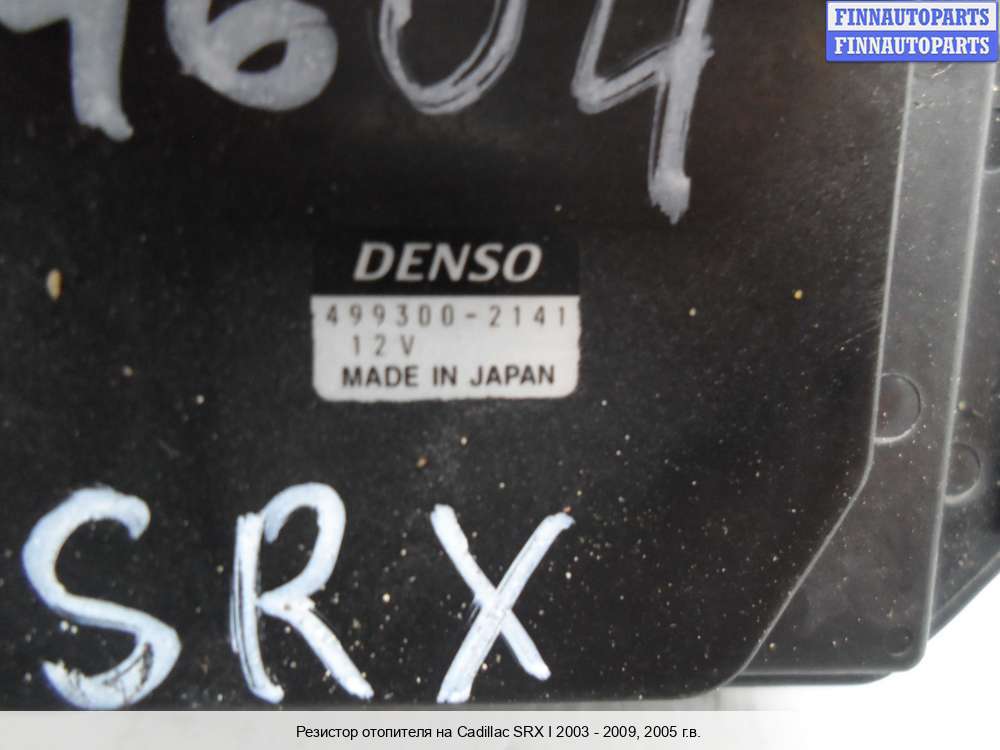 4604
FINNAUTOPARTS
FINNAUTOPARTS
DENSO
499300-2141
12V
MADE IN JAPAN
SRX
Резистор отопителя на Cadillac SRX I 2003 - 2009, 2005 г.в.